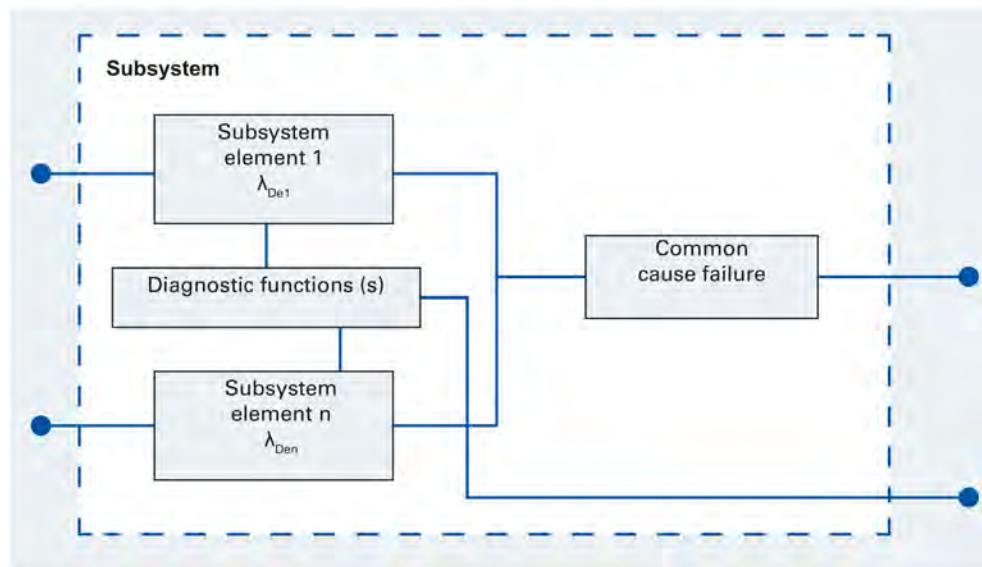 Subsystem
Subsystem
element 1
λDe1
Diagnostic functions (s)
Common
cause failure
Subsystem
element n
λDen